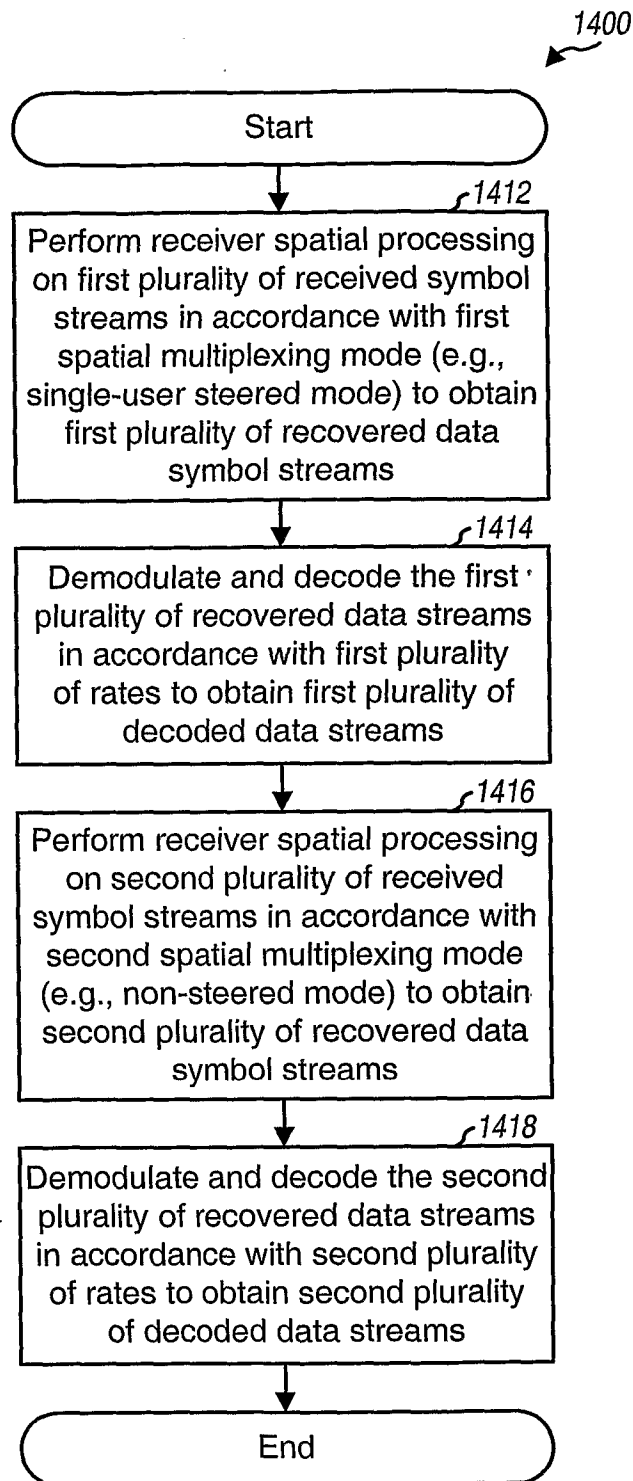 1400
Start
1412
Perform receiver spatial processing
on first plurality of received symbol
streams in accordance with first
spatial multiplexing mode (e.g.,
single-user steered mode) to obtain
first plurality of recovered data
symbol streams
1414
Demodulate and decode the first
plurality of recovered data streams
in accordance with first plurality
of rates to obtain first plurality of
decoded data streams
1416
Perform receiver spatial processing
on second plurality of received
symbol streams in accordance with
second spatial multiplexing mode
(e.g., non-steered mode) to obtain
second plurality of recovered data
symbol streams
1418
Demodulate and decode the second
plurality of recovered data streams
in accordance with second plurality
of rates to obtain second plurality
of decoded data streams
End